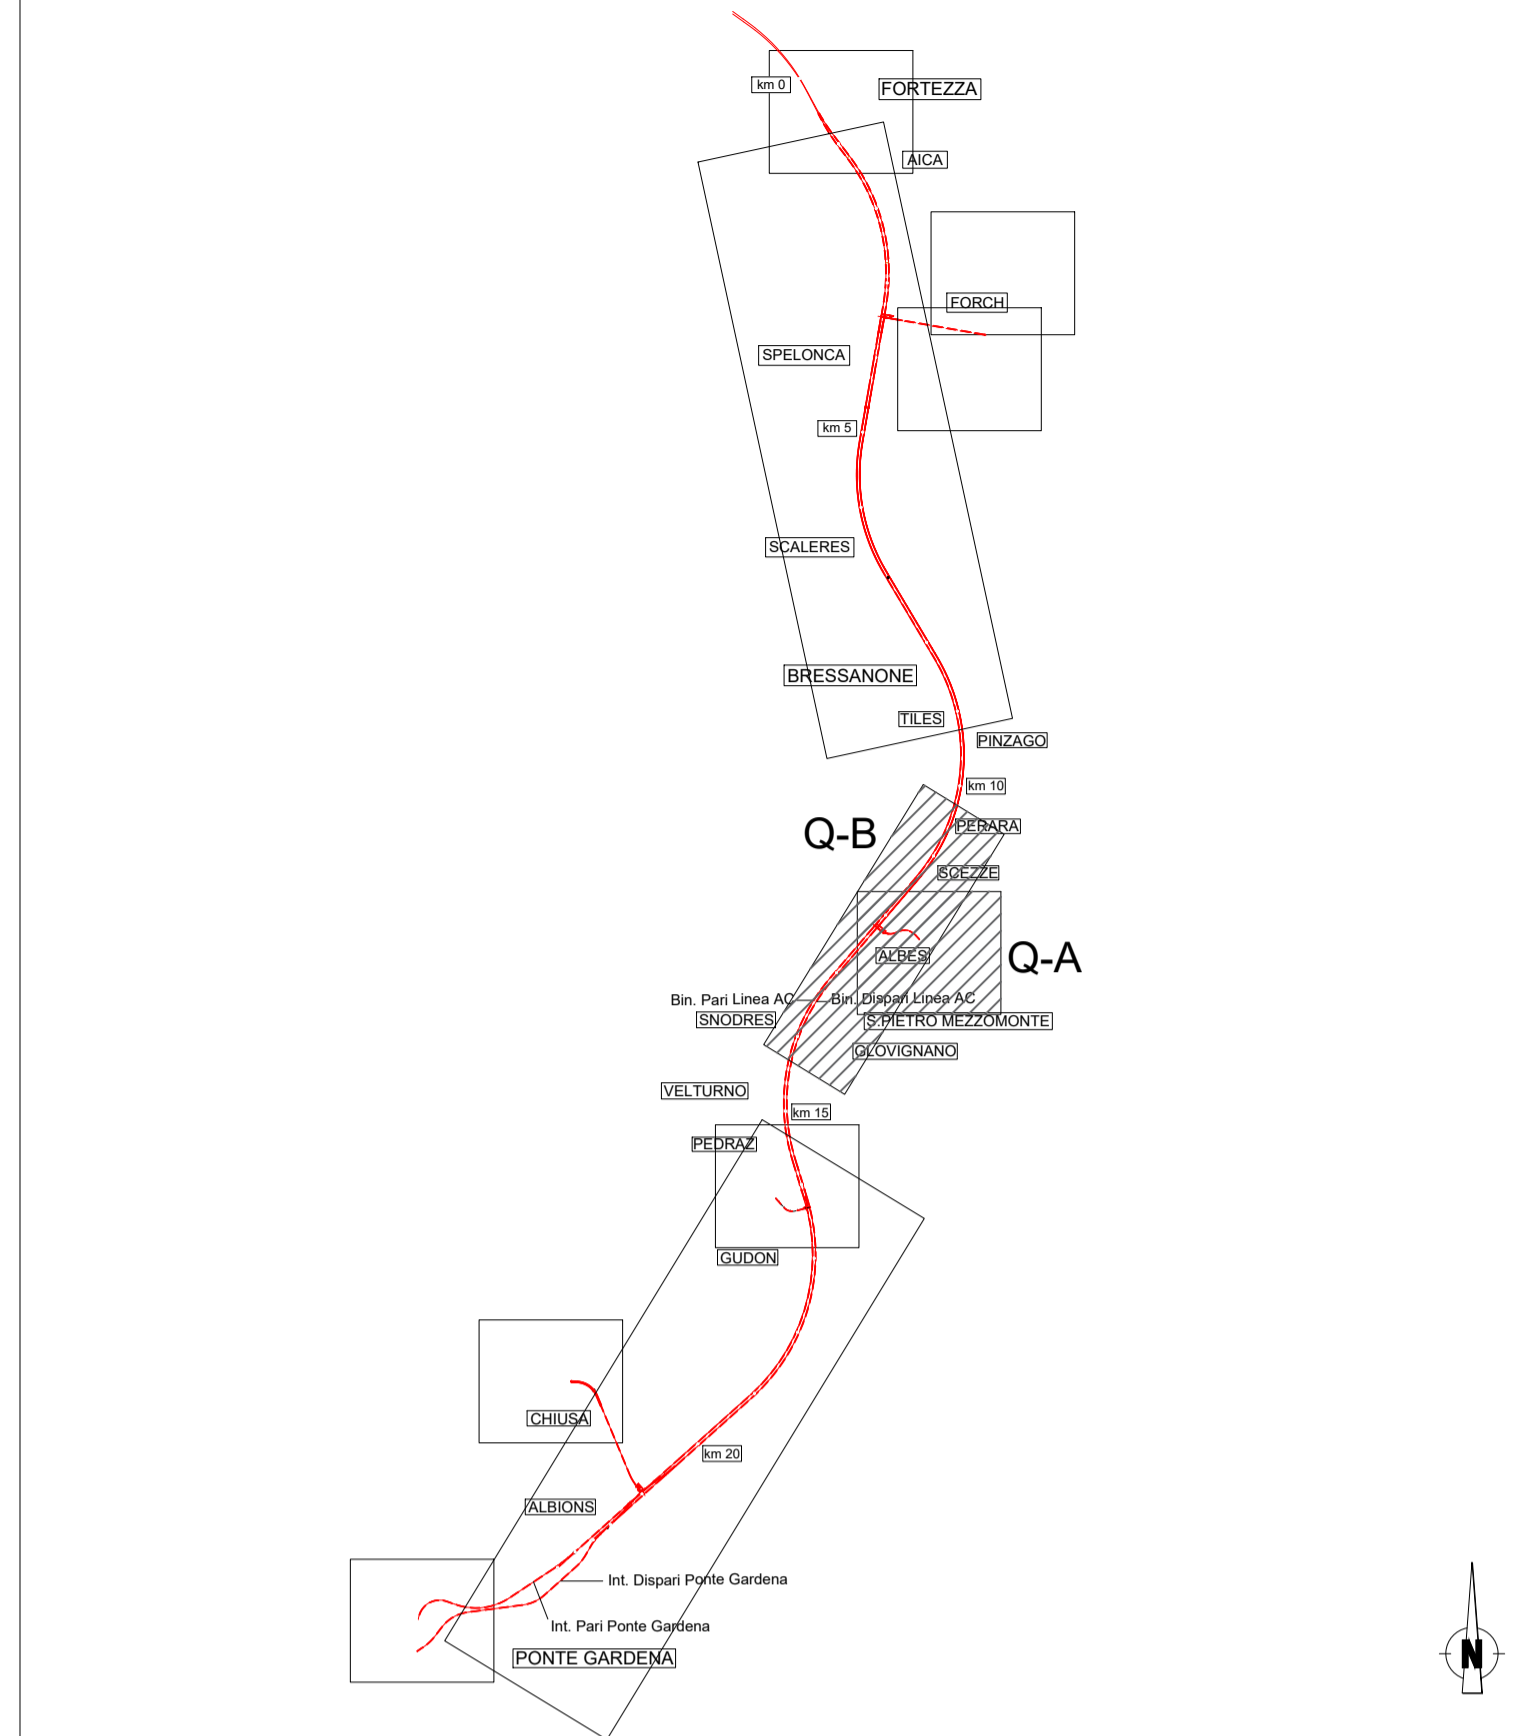 km 0
FORTEZZA
AICA
FORCH
SPELONCA
km 5
SCALERES
BRESSANONE
TILES
PINZAGO
km 10
Q-B
PERARA
SCEZZE
ALBES
Q-A
Bin. Pari Linea AC
Bin. Dispari Linea AC
SNODRES
S.PIETRO MEZZOMONTE
GLOVIGNANO
VELTURNO
km 15
PEDRAZ
GUDON
CHIUSA
km 20
ALBIONS
Int. Dispari Ponte Gardena
Int. Pari Ponte Gardena
PONTE GARDENA
N